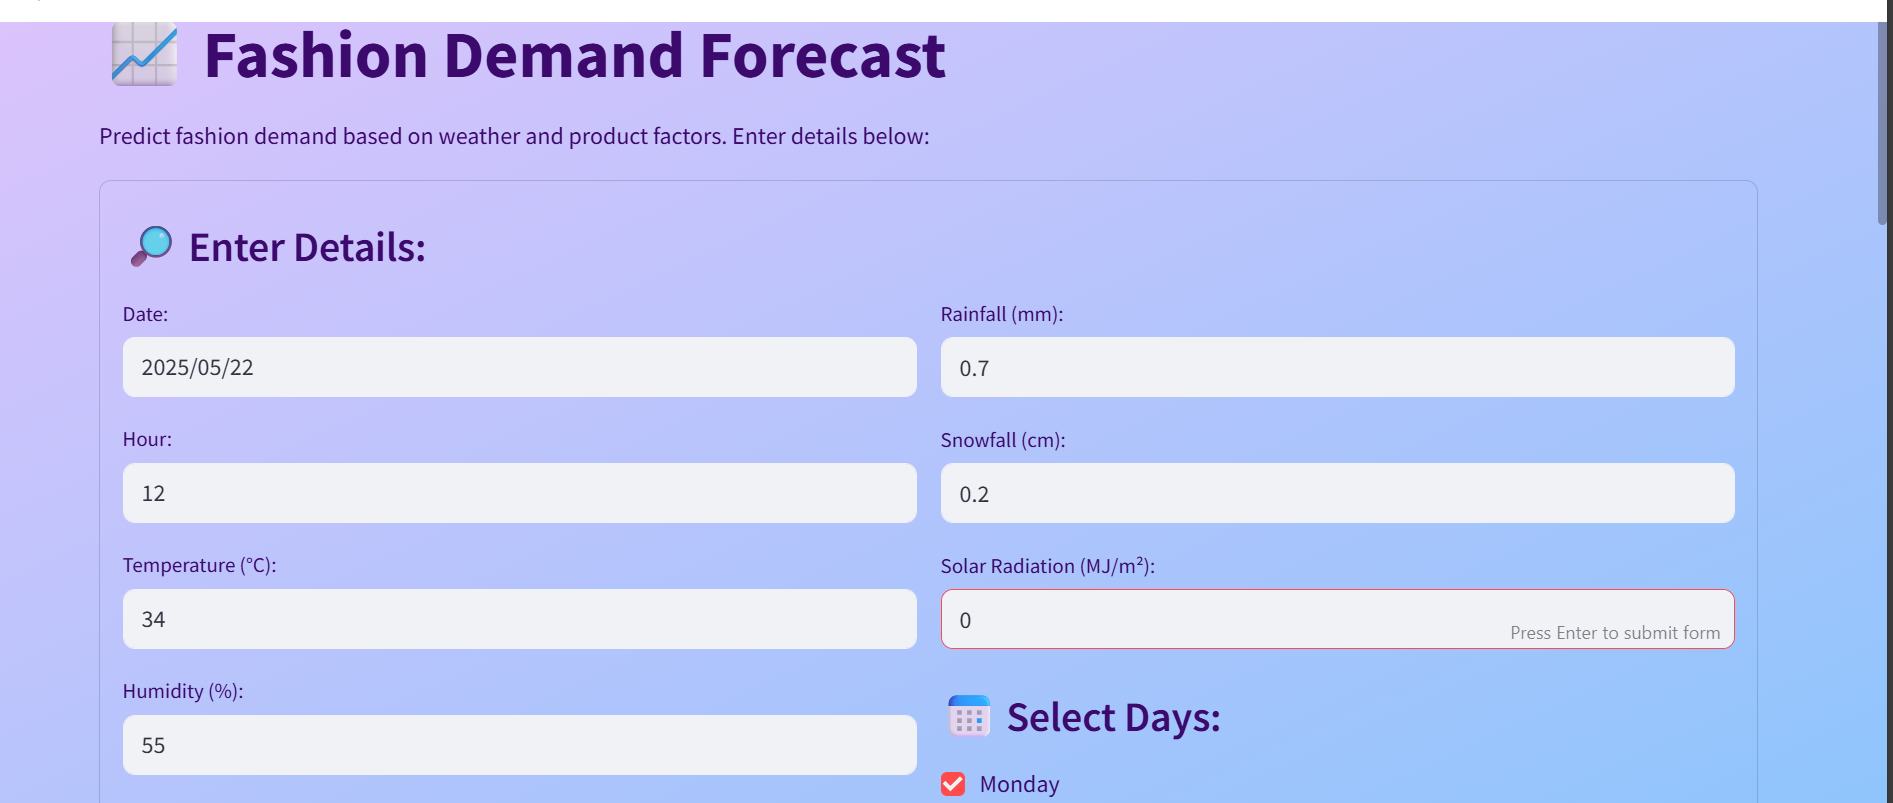 Fashion Demand Forecast
Predict fashion demand based on weather and product factors. Enter details below:
Enter Details:
Date:
2025/05/22
Hour:
12
Temperature (°C):
34
Humidity (%):
55
Rainfall (mm):
0.7
Snowfall (cm):
0.2
Solar Radiation (MJ/m²):
0
Press Enter to submit form
Select Days:
Monday